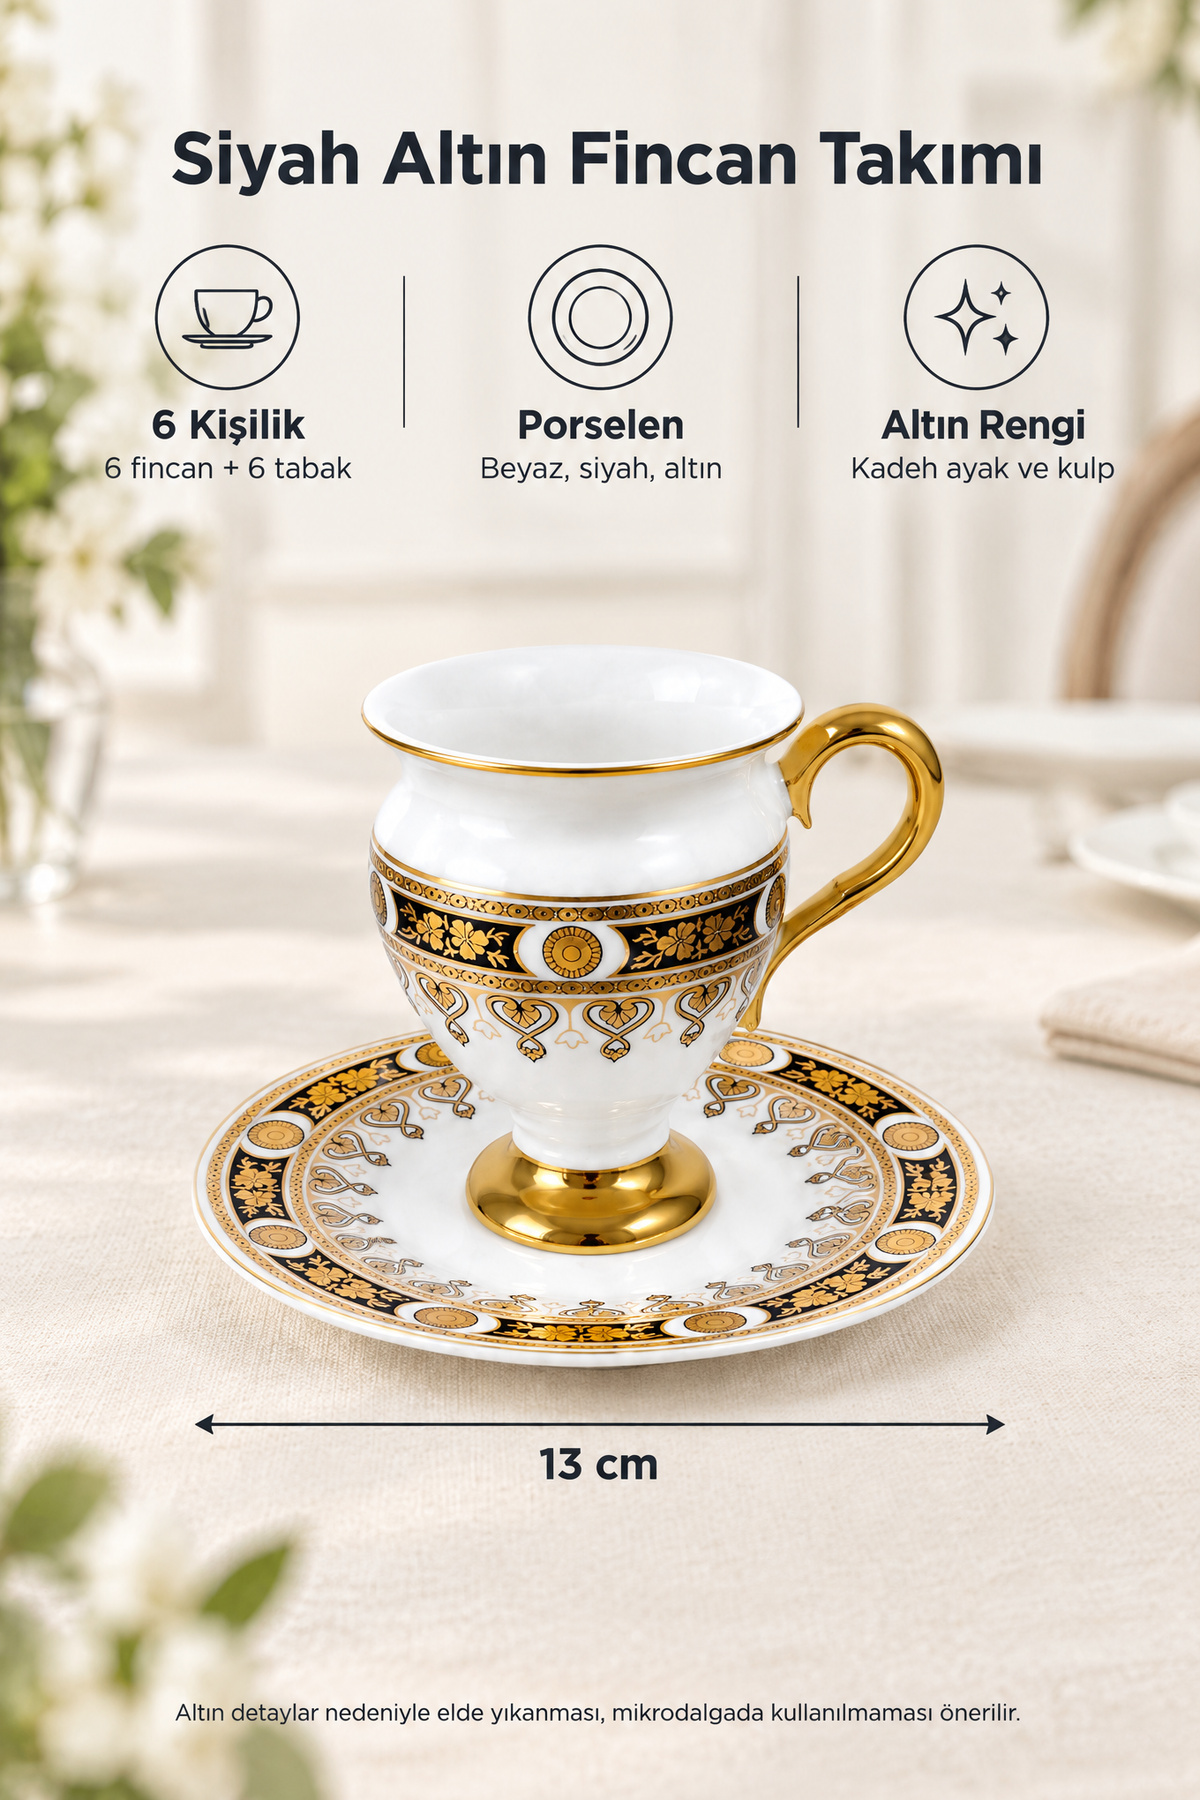 Siyah Altın Fincan Takımı
6 Kişilik
6 fincan + 6 tabak
Porselen
Beyaz, siyah, altın
Altın Rengi
Kadeh ayak ve kulp
13 cm
Altın detaylar nedeniyle elde yıkanması, mikrodalgada kullanılmaması önerilir.